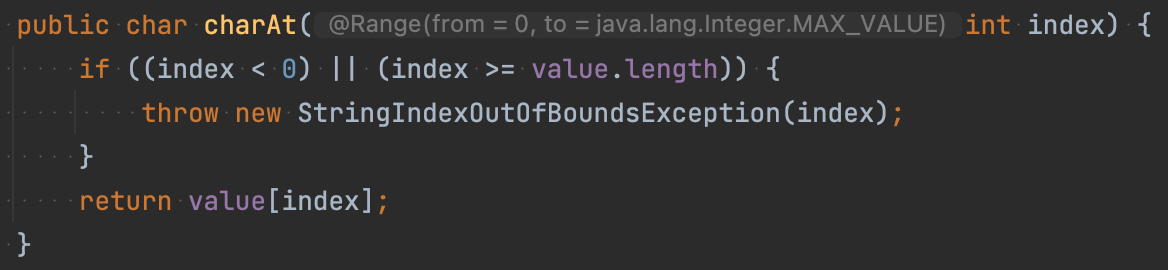 public char charAt( @Range(from = 0, to = java.lang.Integer.MAX_VALUE) int index) {
    if ((index < 0) || (index >= value.length)) {
        throw new StringIndexOutOfBoundsException(index);
    }
    return value[index];
}